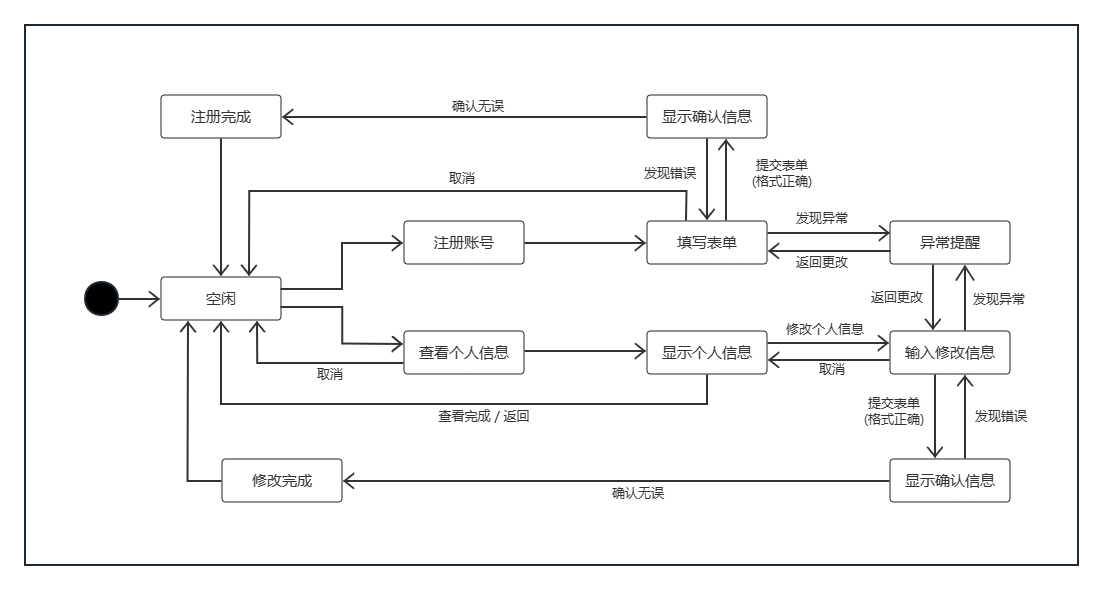 注册完成
确认无误
显示确认信息
发现错误
提交表单
(格式正确)
取消
注册账号
填写表单
发现异常
返回更改
异常提醒
空闲
返回更改
发现异常
查看个人信息
显示个人信息
修改个人信息
取消
输入修改信息
取消
查看完成 / 返回
提交表单
(格式正确)
发现错误
修改完成
确认无误
显示确认信息